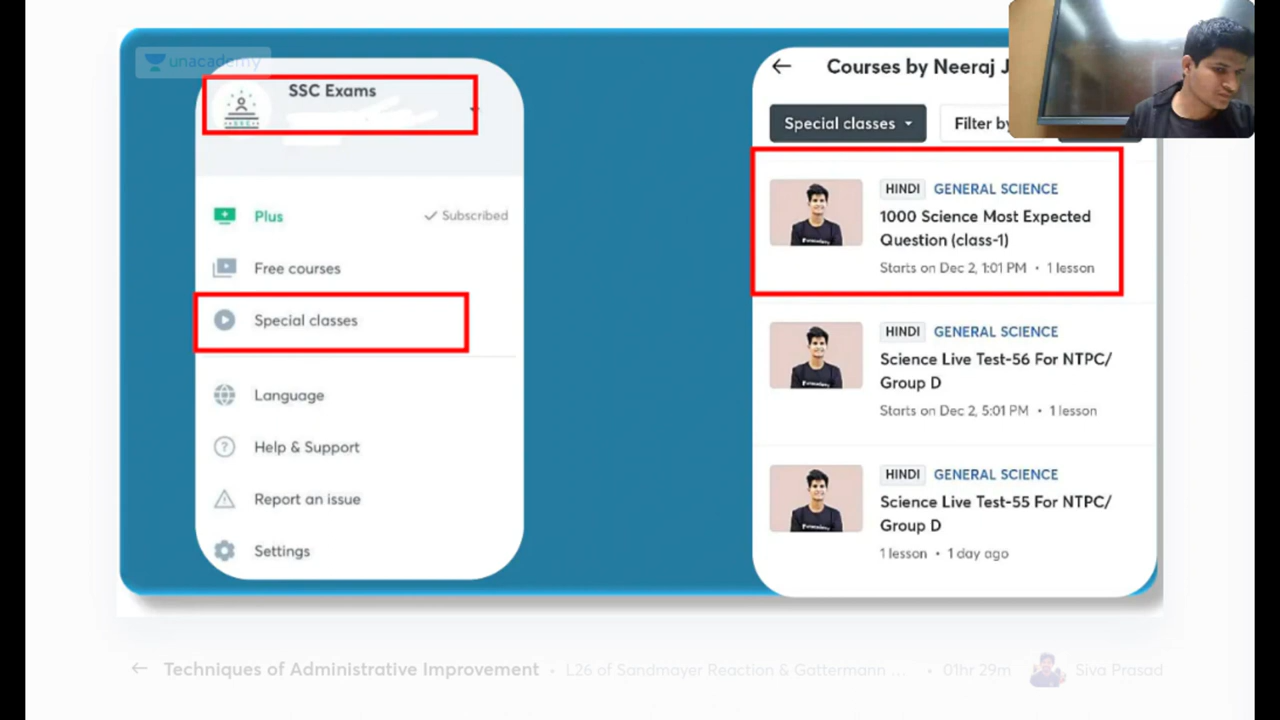 unacademy
SSC Exams
Plus
Subscribed
Free courses
Special classes
Language
Help & Support
Report an issue
Settings
Courses by Neeraj J
Special classes
Filter by
HINDI GENERAL SCIENCE
1000 Science Most Expected
Question (class-1)
Starts on Dec 2, 1:01 PM • 1 lesson
HINDI GENERAL SCIENCE
Science Live Test-56 For NTPC/
Group D
Starts on Dec 2, 5:01 PM • 1 lesson
HINDI GENERAL SCIENCE
Science Live Test-55 For NTPC/
Group D
1 lesson • 1 day ago
Techniques of Administrative Improvement • L26 of Sandmayer Reaction & Gattermann ... • 01hr 29m Siva Prasad